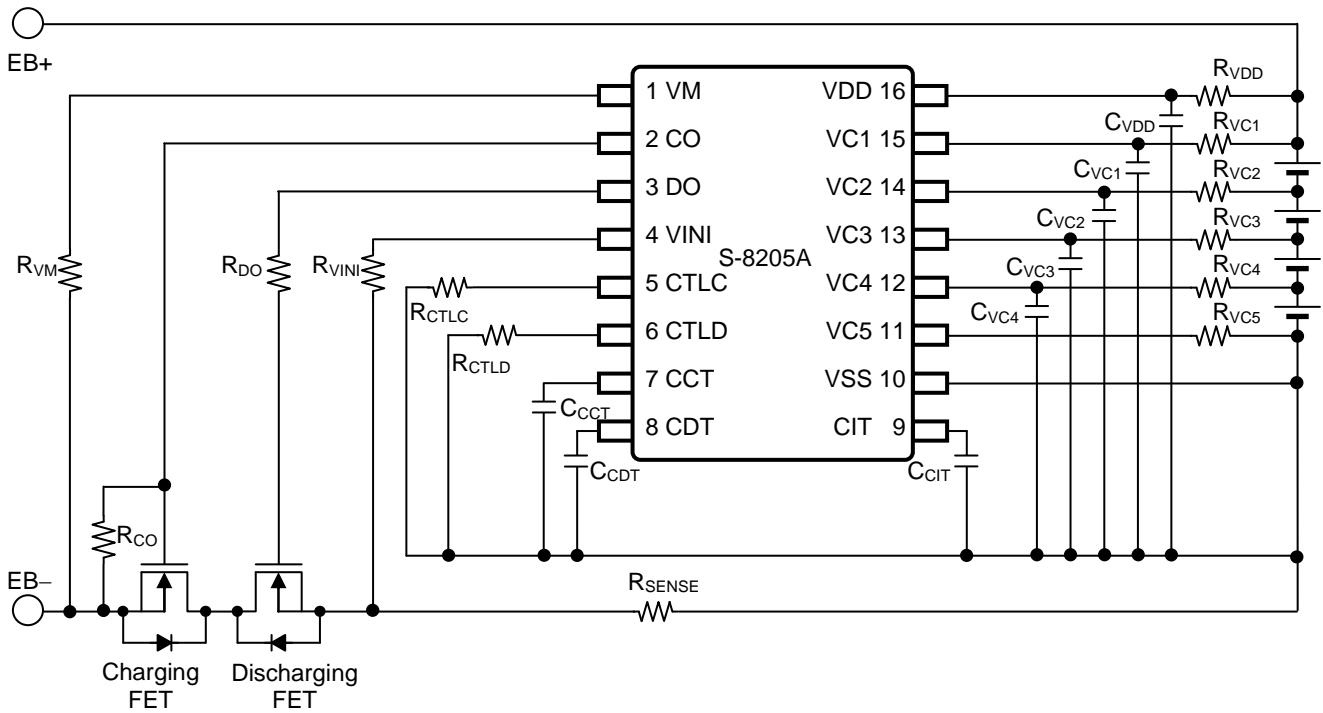 EB+
1 VM
2 CO
3 DO
4 VINI
5 CTLC
6 CTLD
7 CCT
8 CDT
S-8205A
VDD 16
VC1 15
VC2 14
VC3 13
VC4 12
VC5 11
VSS 10
CIT 9
RVDD
RVC1
RVC2
RVC3
RVC4
RVC5
CVDD
CVC1
CVC2
CVC3
CVC4
RVM
RDO
RVINI
RCTLC
RCTLD
CCCT
CCDT
CCIT
RCO
EB−
RSENSE
Charging
FET
Discharging
FET